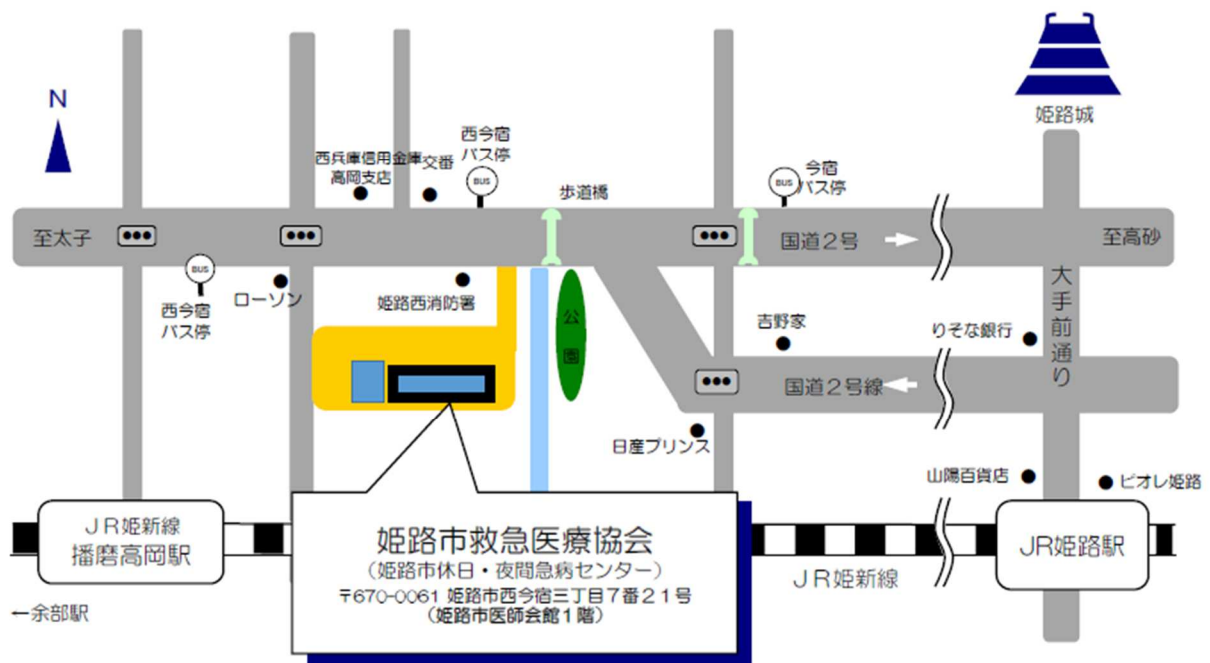 N
姫路城
西兵庫信用金庫
高岡支店
交番
西今宿
バス停
BUS
歩道橋
今宿
バス停
BUS
至太子
国道2号
至高砂
BUS
西今宿
バス停
ローソン
姫路西消防署
公園
吉野家
りそな銀行
大手前通り
国道2号線
日産プリンス
山陽百貨店
ピオレ姫路
JR姫新線
播磨高岡駅
姫路市救急医療協会
(姫路市休日・夜間急病センター)
〒670-0061 姫路市西今宿三丁目7番21号
(姫路市医師会館1階)
JR姫新線
JR姫路駅
←余部駅